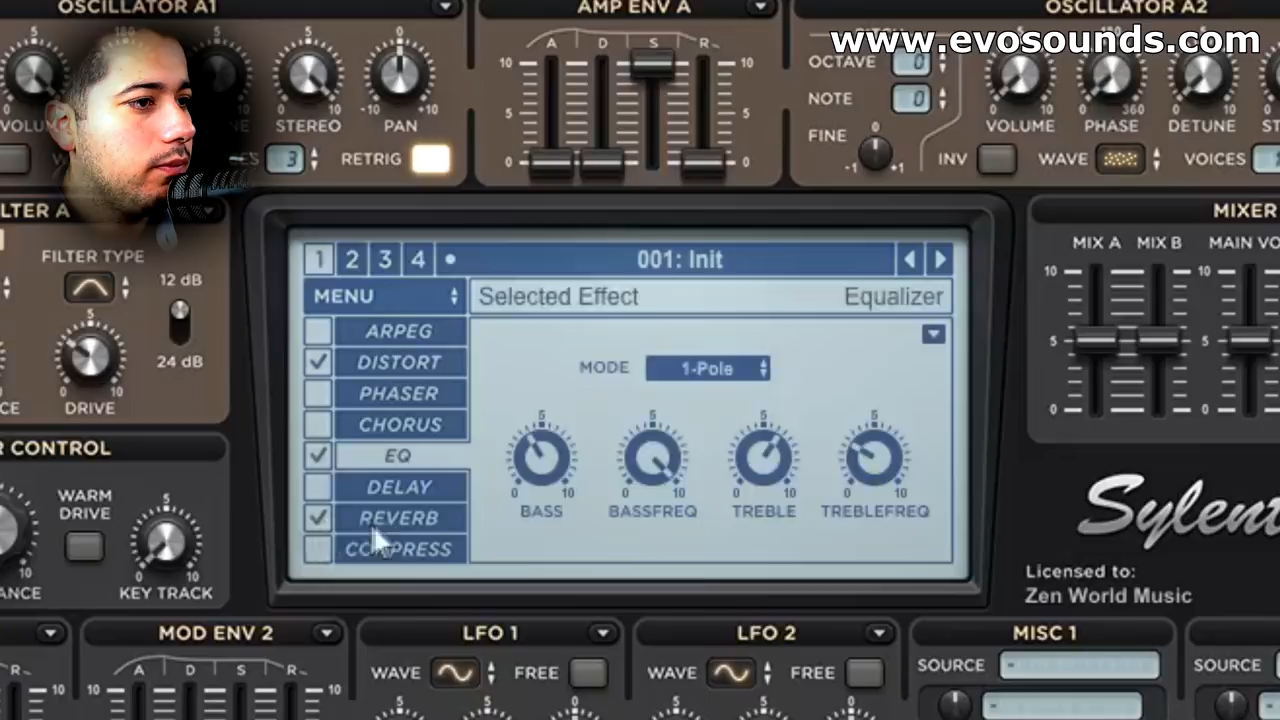 OSCILLATOR A1
AMP ENV A
OSCILLATOR A2
www.evosounds.com
STEREO
PAN
RETRIG
3
A D S R
OCTAVE 0
NOTE 0
FINE
VOLUME
PHASE
DETUNE
INV
WAVE
VOICES
FILTER TYPE
12 dB
24 dB
DRIVE
1 2 3 4
001: Init
MENU
Selected Effect
Equalizer
ARPEG
DISTORT
PHASER
CHORUS
EQ
DELAY
REVERB
COMPRESS
MODE
1-Pole
BASS
BASSFREQ
TREBLE
TREBLEFREQ
MIXER
MIX A
MIX B
CONTROL
WARM
DRIVE
KEY TRACK
Licensed to:
Zen World Music
MOD ENV 2
A D S R
LFO 1
WAVE
FREE
LFO 2
WAVE
FREE
MISC 1
SOURCE
SOURCE